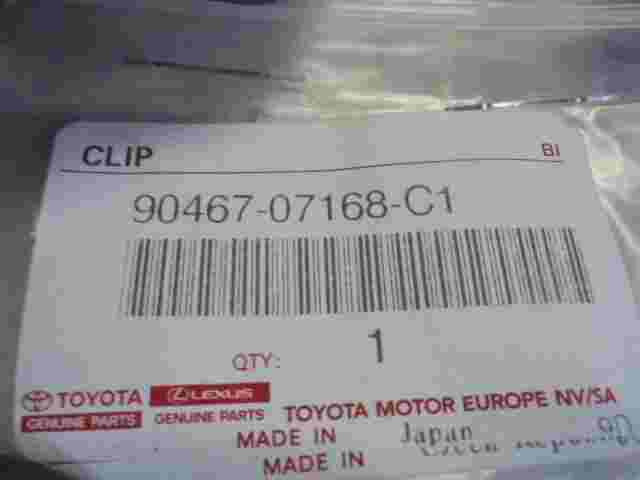 CLIP BI
90467-07168-C1
QTY: 1
TOYOTA LEXUS
GENUINE PARTS GENUINE PARTS TOYOTA MOTOR EUROPE NV/SA
MADE IN Japan
MADE IN